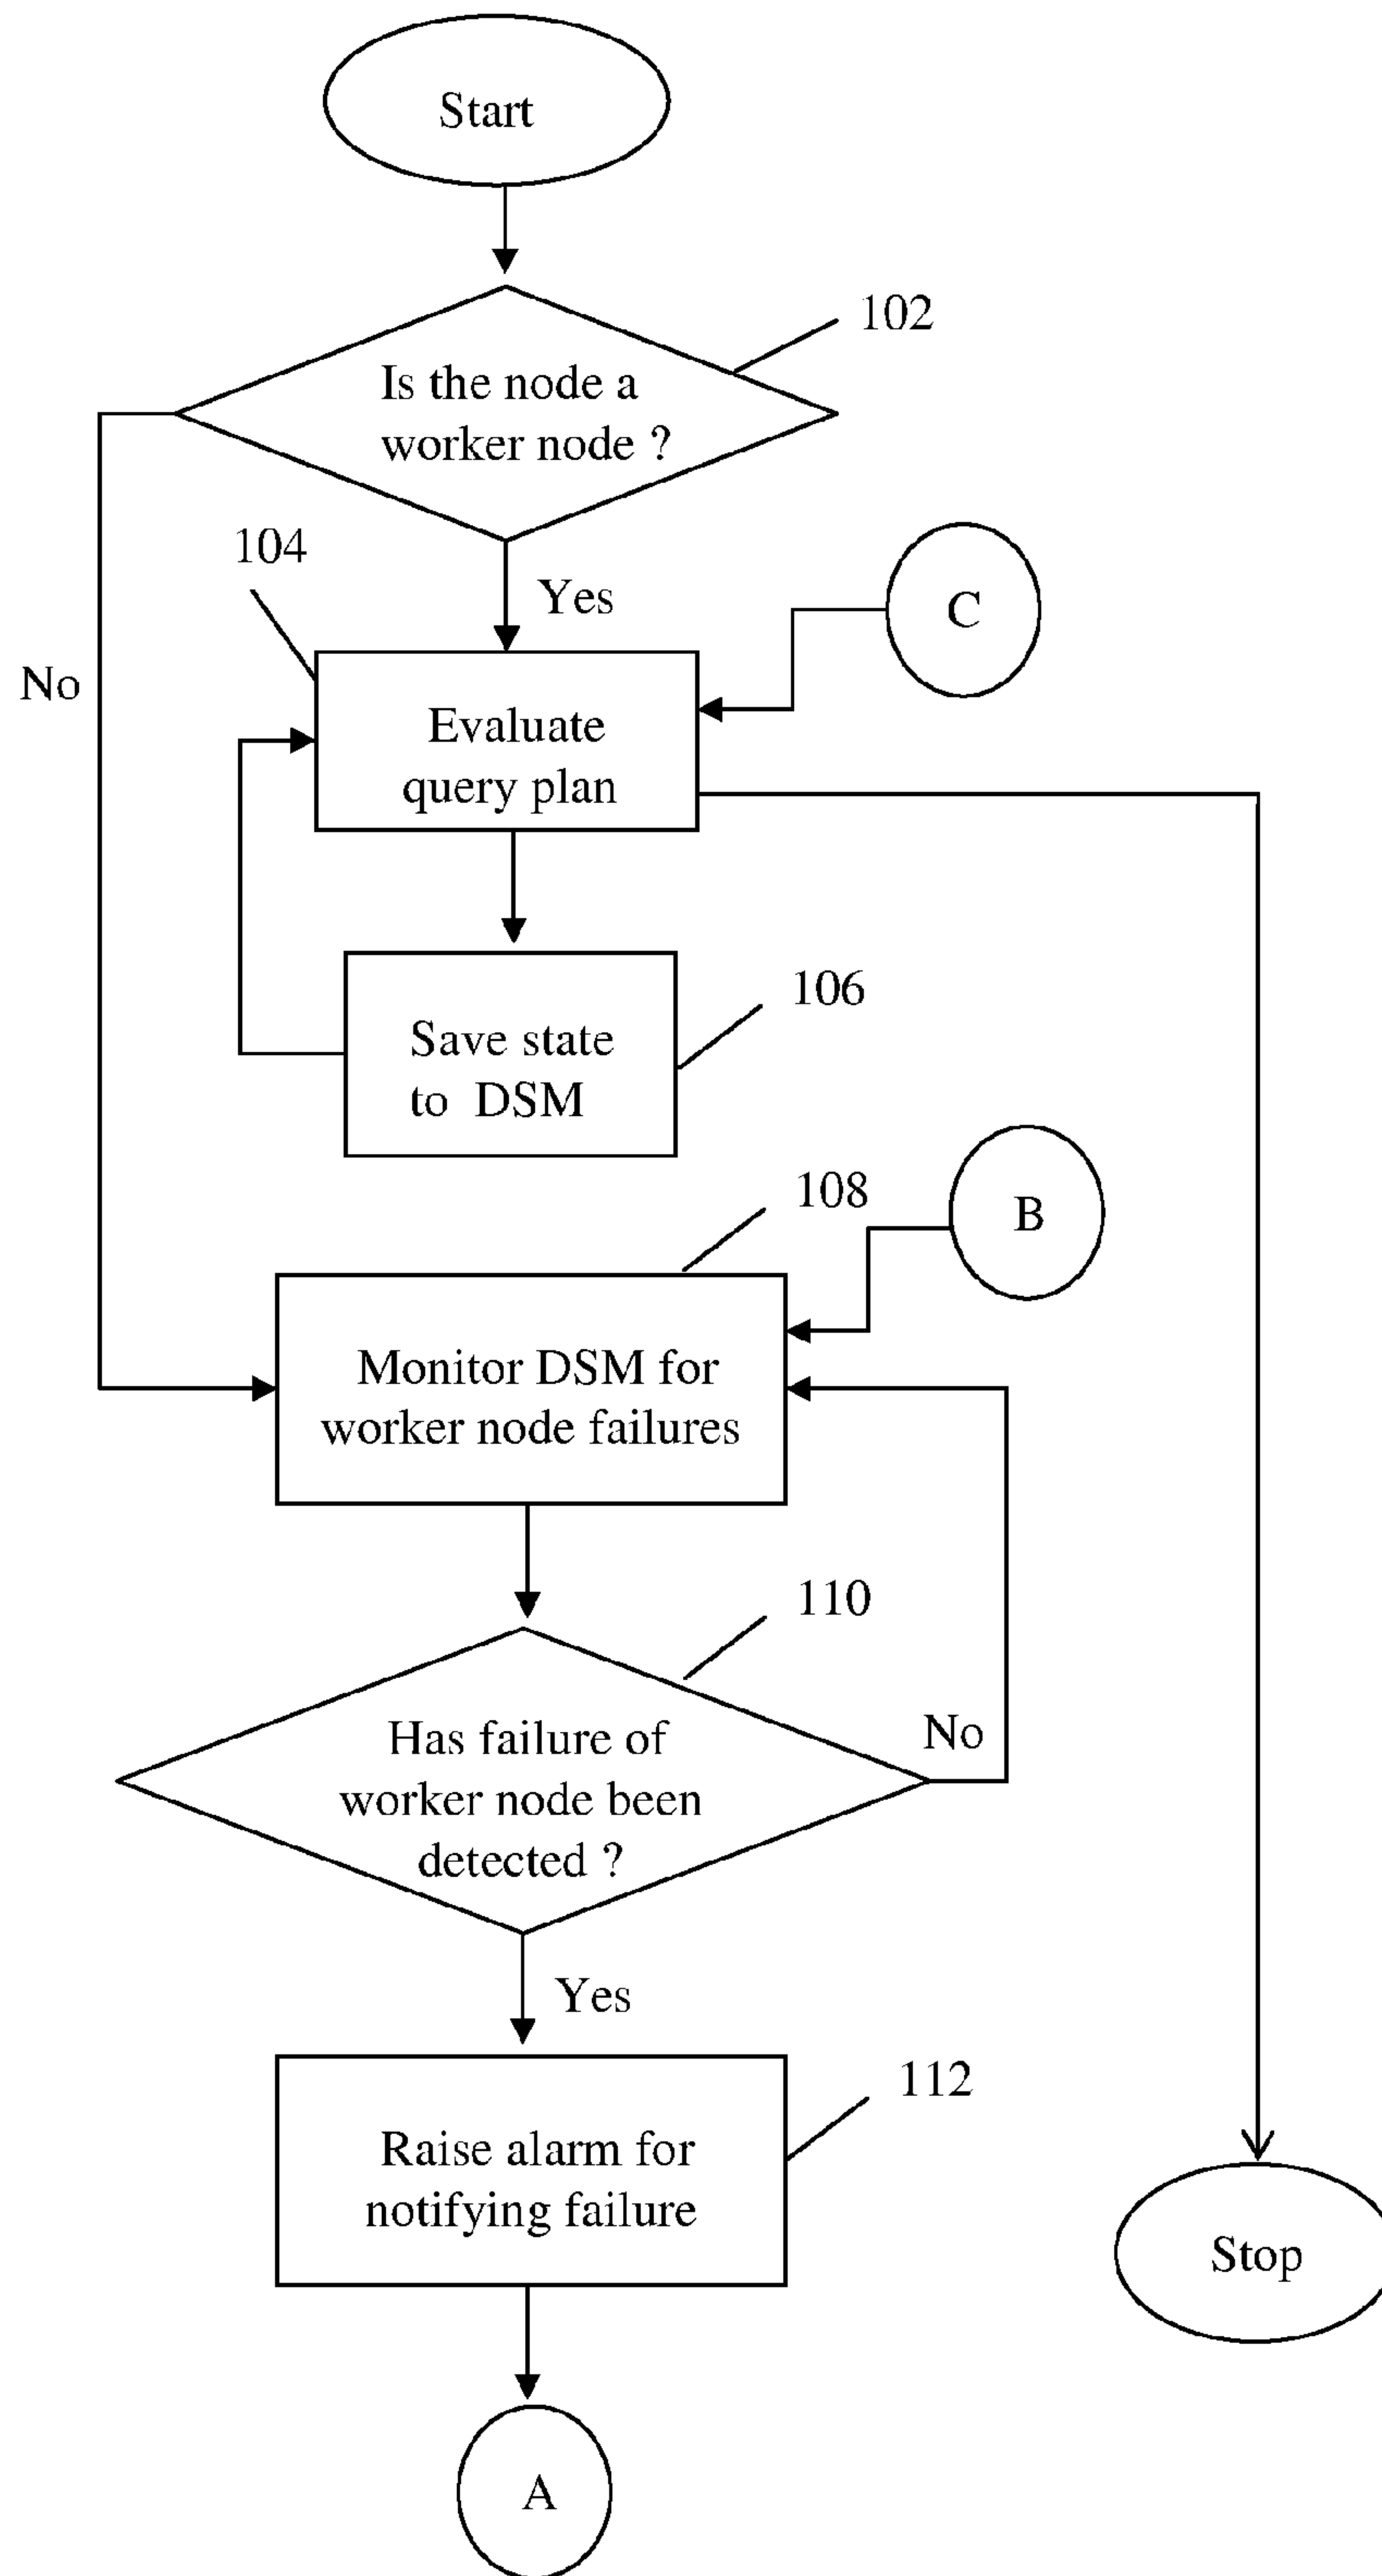 Start
102
Is the node a
worker node ?
104
Yes
C
No
Evaluate
query plan
106
Save state
to DSM
108
B
Monitor DSM for
worker node failures
110
No
Has failure of
worker node been
detected ?
Yes
112
Raise alarm for
notifying failure
Stop
A